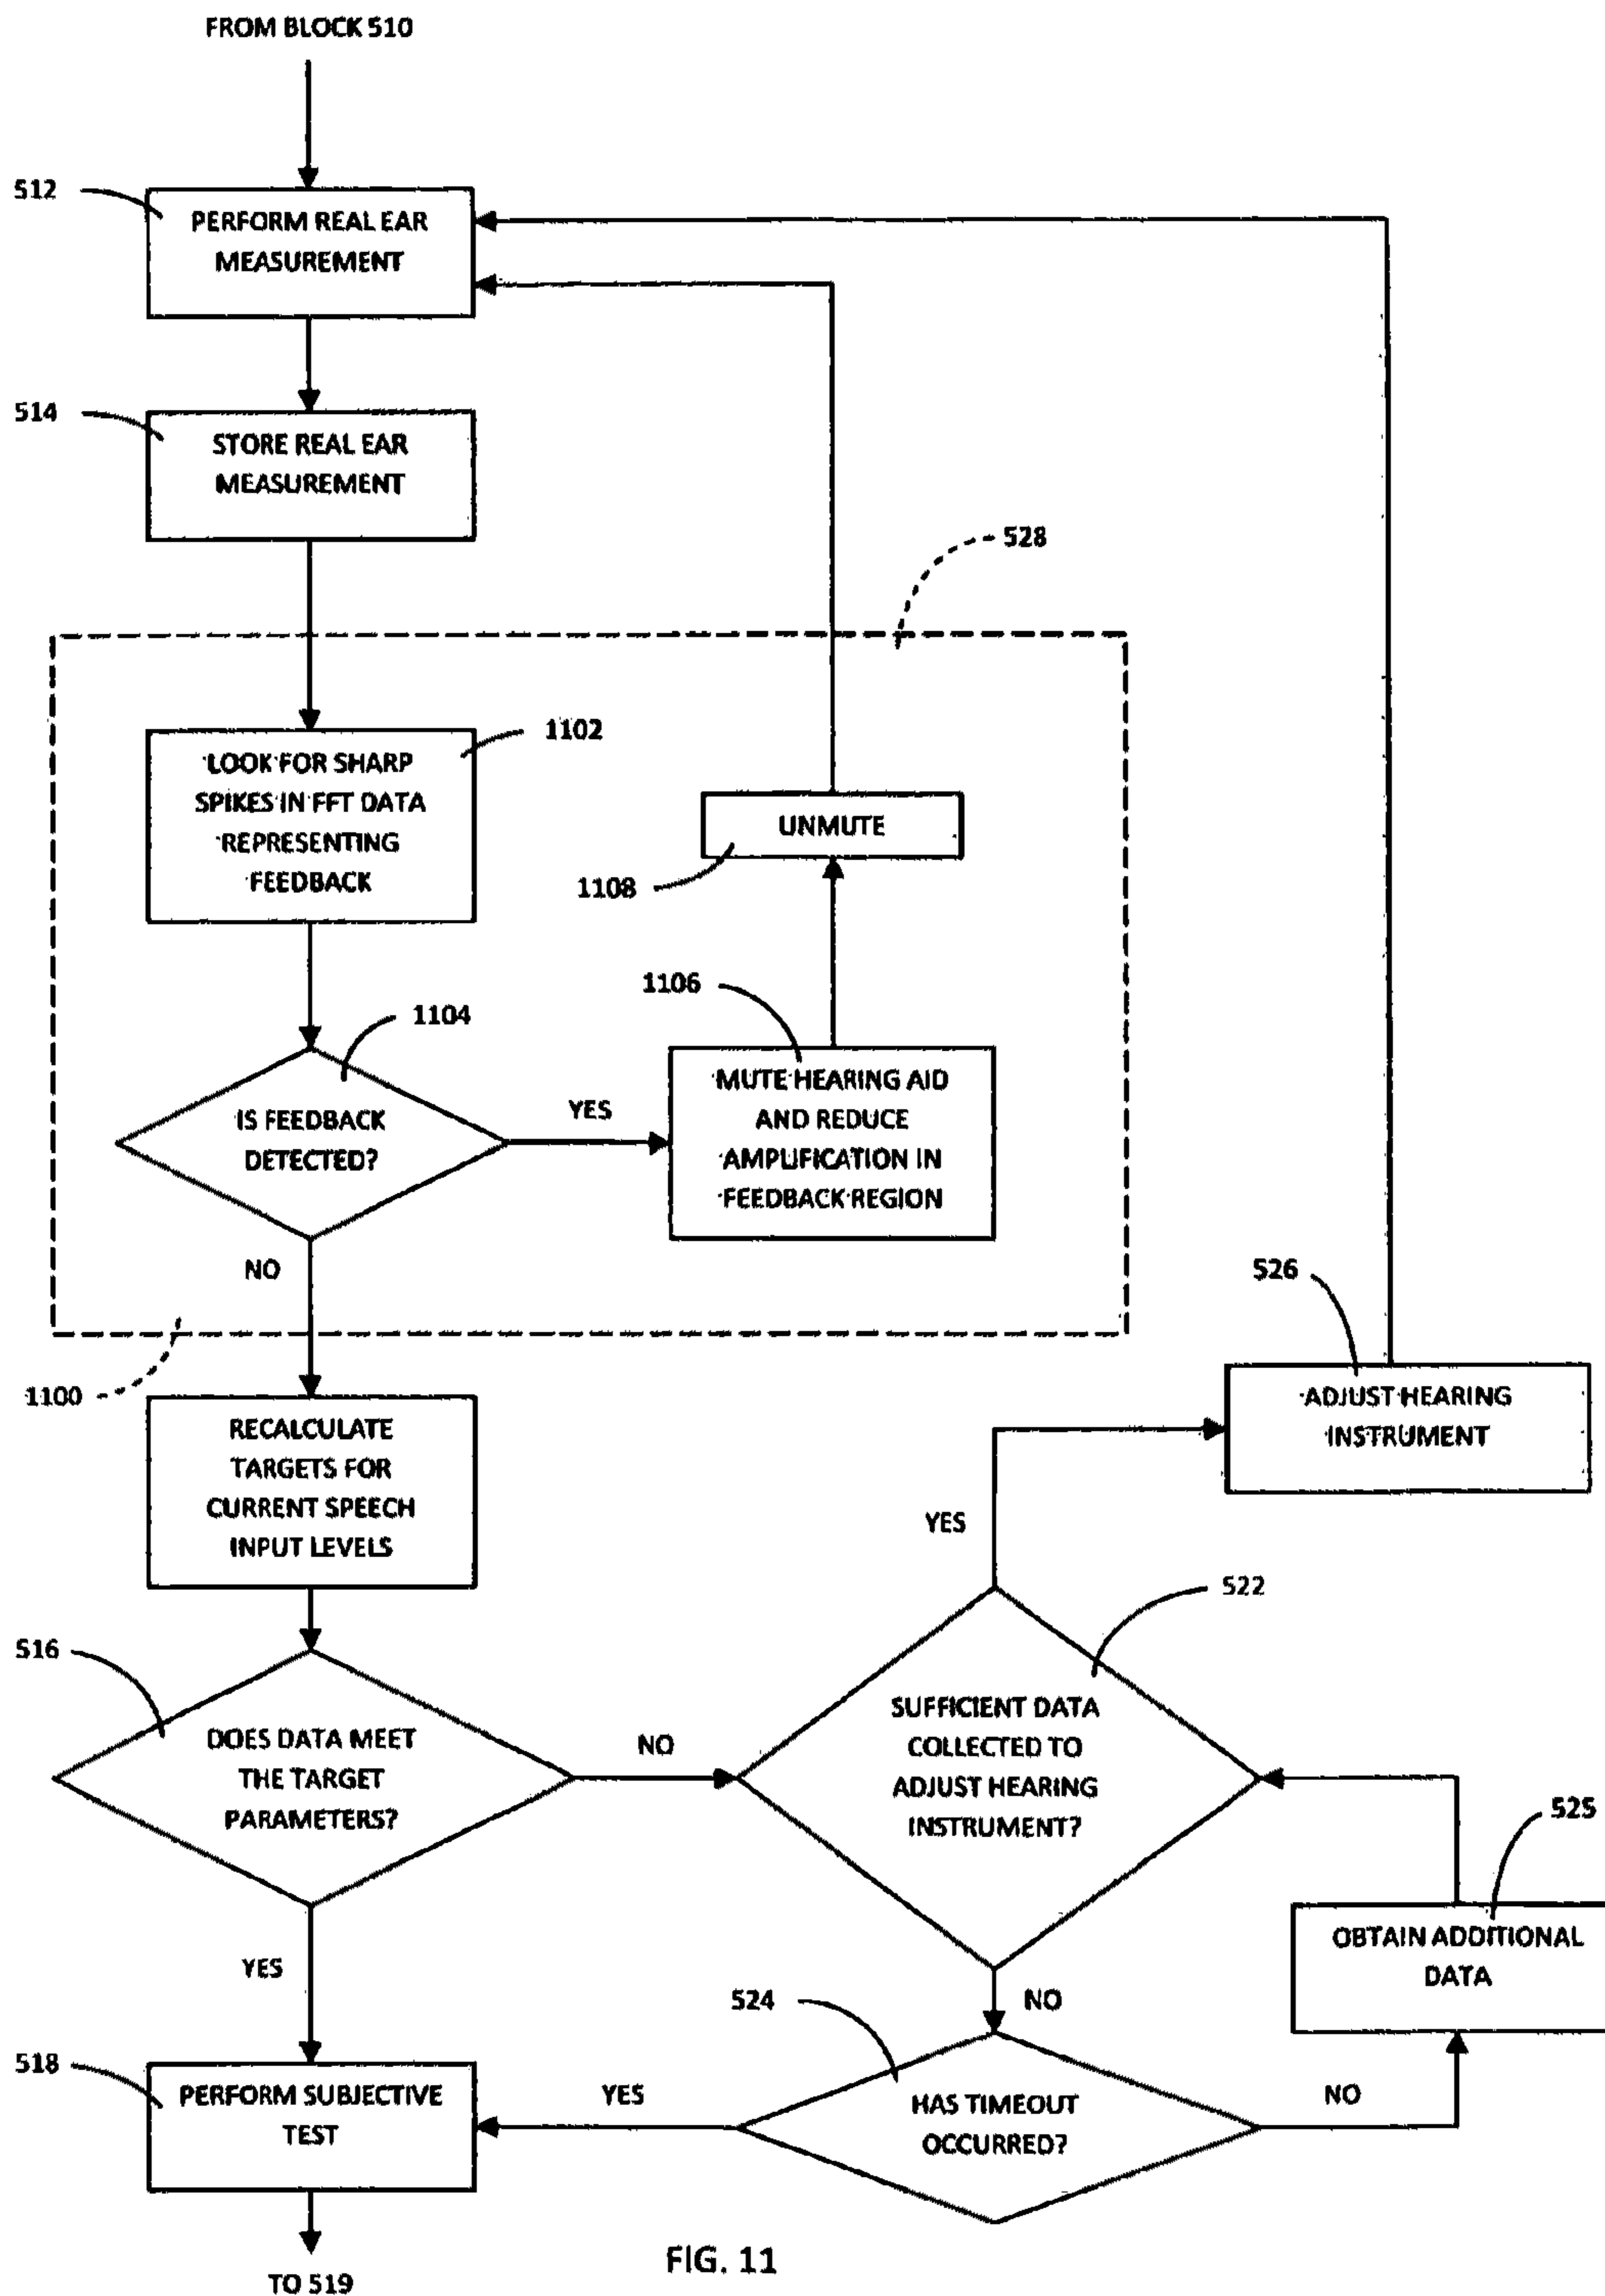 FROM BLOCK 510
512
PERFORM REAL EAR
MEASUREMENT
514
STORE REAL EAR
MEASUREMENT
528
1102
LOOK FOR SHARP
SPIKES IN FFT DATA
REPRESENTING
FEEDBACK
UNMUTE
1108
1106
1104
MUTE HEARING AID
AND REDUCE
AMPLIFICATION IN
FEEDBACK REGION
IS FEEDBACK
DETECTED?
YES
NO
526
ADJUST HEARING
INSTRUMENT
1100
RECALCULATE
TARGETS FOR
CURRENT SPEECH
INPUT LEVELS
YES
522
516
SUFFICIENT DATA
COLLECTED TO
ADJUST HEARING
INSTRUMENT?
DOES DATA MEET
THE TARGET
PARAMETERS?
NO
525
OBTAIN ADDITIONAL
DATA
YES
524
NO
518
PERFORM SUBJECTIVE
TEST
YES
HAS TIMEOUT
OCCURRED?
NO
FIG. 11
TO 519